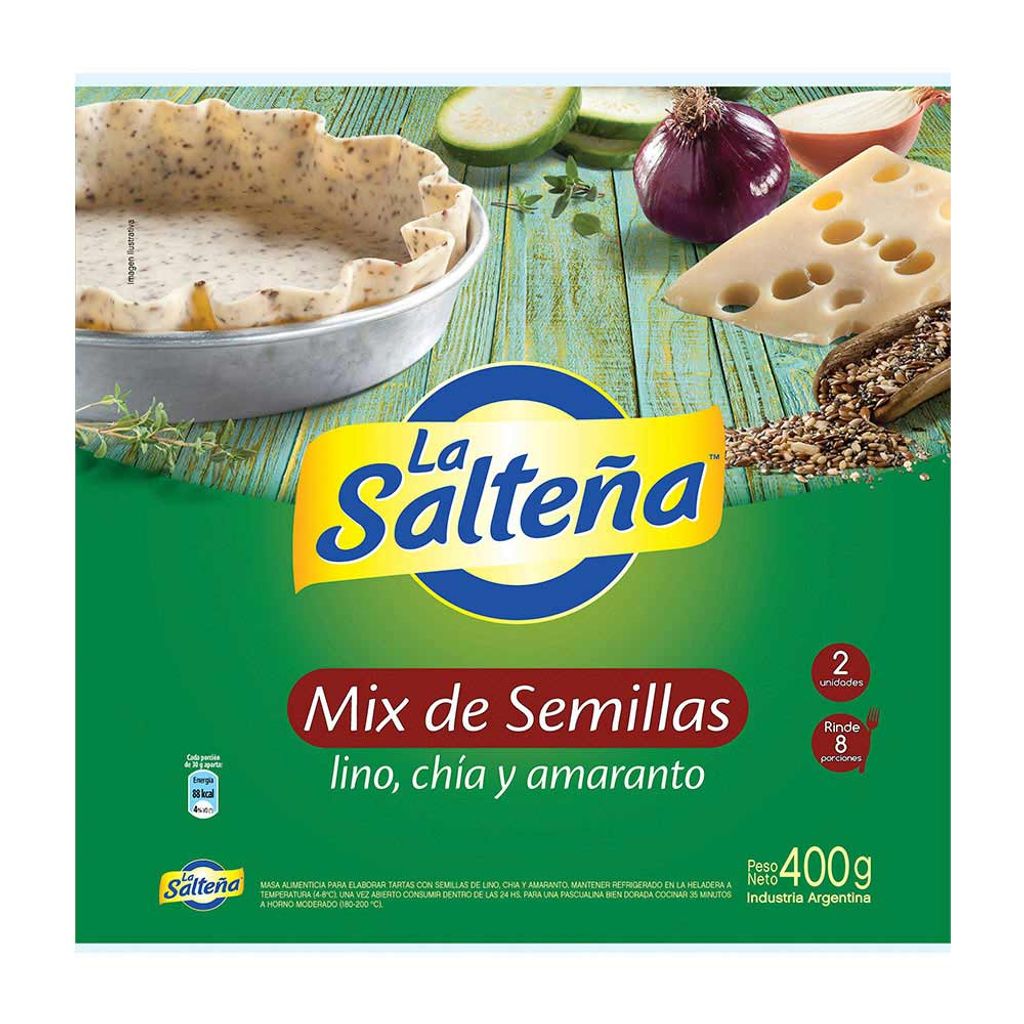 Imagen Ilustrativa
La
Salteña™
Mix de Semillas
lino, chía y amaranto
2
unidades
Rinde
8
porciones
Cada porción
de 30 g aporta:
Energía
88 kcal
4%
La
Salteña
MASA ALIMENTICIA PARA ELABORAR TARTAS CON SEMILLAS DE LINO, CHIA Y AMARANTO. MANTENER REFRIGERADO EN LA HELADERA A
TEMPERATURA (4-8°C). UNA VEZ ABIERTO CONSUMIR DENTRO DE LAS 24 HS. PARA UNA PASCUALINA BIEN DORADA COCINAR 35 MINUTOS
A HORNO MODERADO (180-200 °C).
Peso
Neto 400g
Industria Argentina